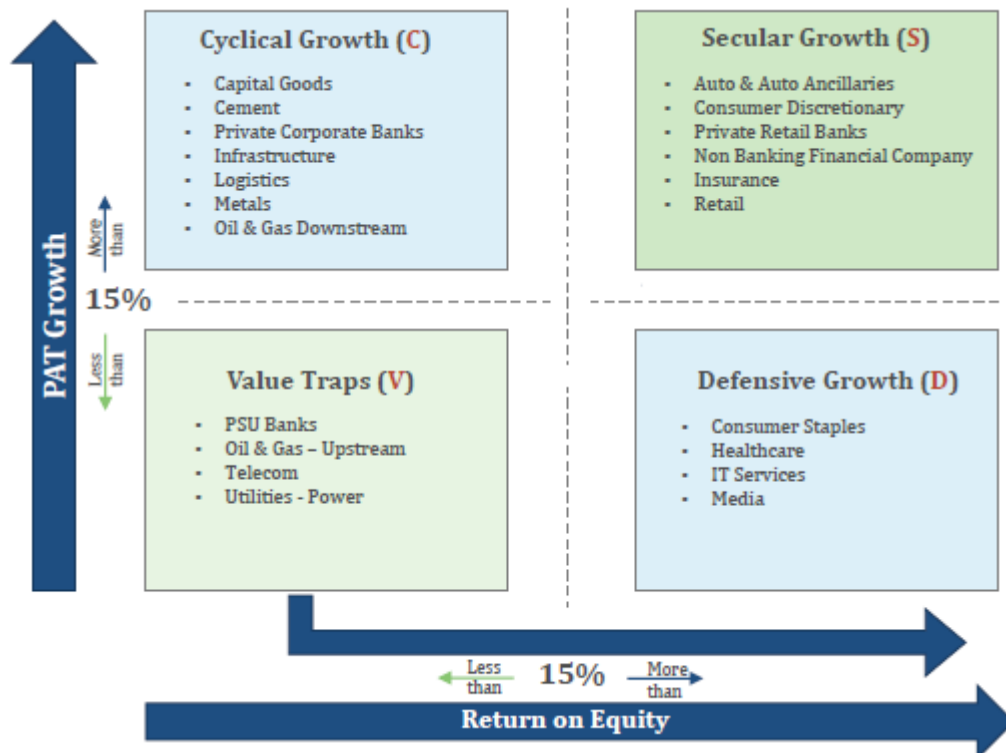 Cyclical Growth (C)
▪ Capital Goods
▪ Cement
▪ Private Corporate Banks
▪ Infrastructure
▪ Logistics
▪ Metals
▪ Oil & Gas Downstream
Secular Growth (S)
▪ Auto & Auto Ancillaries
▪ Consumer Discretionary
▪ Private Retail Banks
▪ Non Banking Financial Company
▪ Insurance
▪ Retail
PAT Growth
More
than
15%
Less
than
Value Traps (V)
▪ PSU Banks
▪ Oil & Gas – Upstream
▪ Telecom
▪ Utilities - Power
Defensive Growth (D)
▪ Consumer Staples
▪ Healthcare
▪ IT Services
▪ Media
Less
than
15%
More
than
Return on Equity